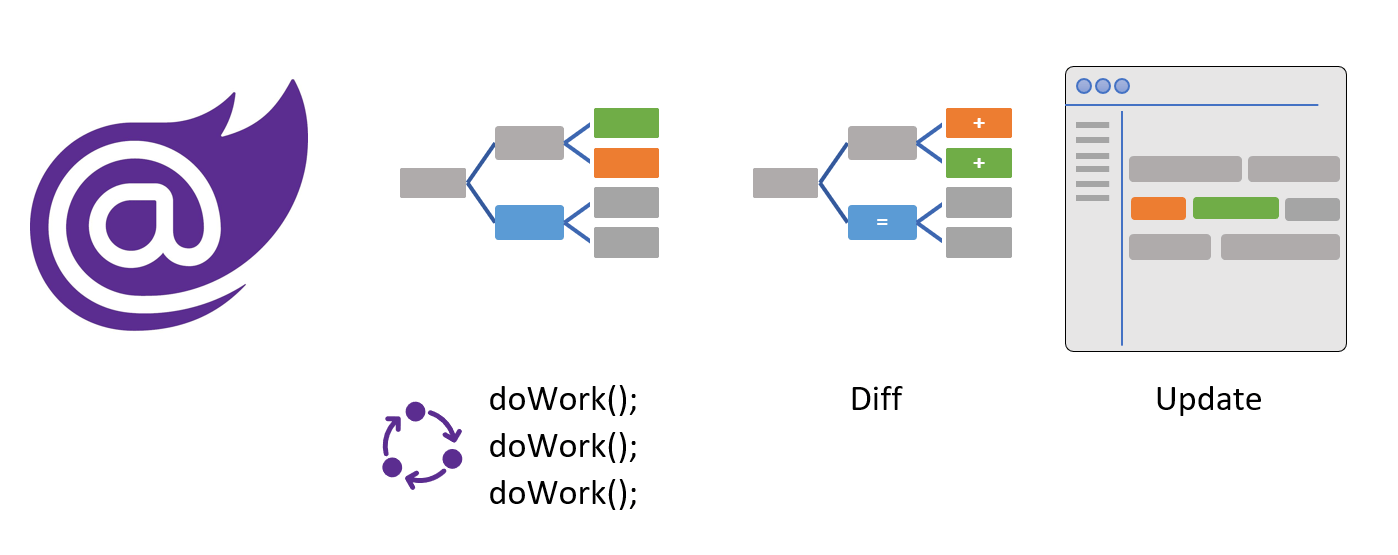 @
+
+
=
doWork();
doWork();
doWork();
Diff
Update